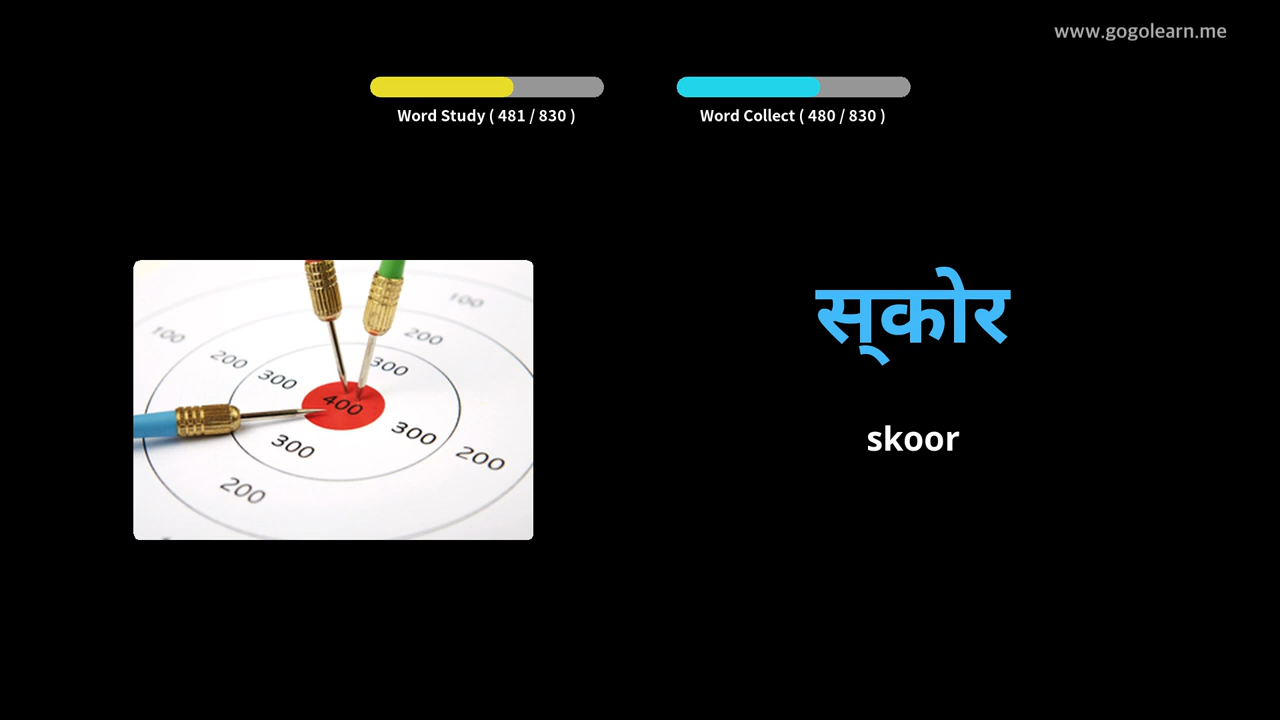 www.gogolearn.me
Word Study ( 481 / 830 )
Word Collect ( 480 / 830 )
100
100
200
200
300
300
400
300
300
200
200
स्‌कोर
skoor